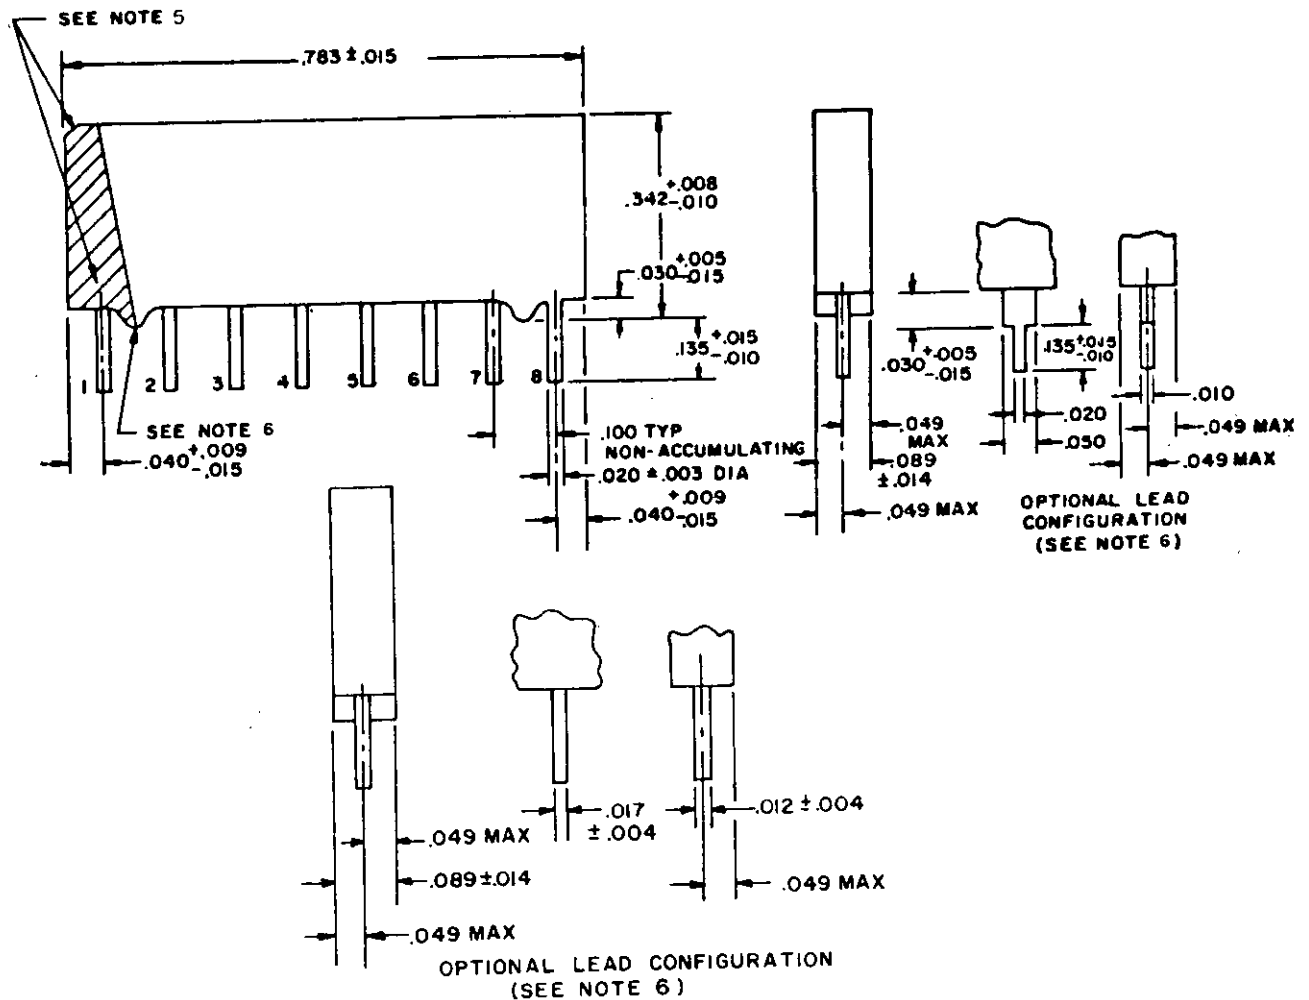 SEE NOTE 5
.783 ±.015
.342 +.008 -.010
.030 +.005 -.015
.135 +.015 -.010
1 2 3 4 5 6 7 8
SEE NOTE 6
.040 +.009 -.015
.100 TYP
NON-ACCUMULATING
.020 ±.003 DIA
.040 +.009 -.015
.030 +.005 -.015
.049 MAX
.089 ±.014
.049 MAX
.135 +.015 -.010
.020
.050
.010
.049 MAX
.049 MAX
OPTIONAL LEAD
CONFIGURATION
(SEE NOTE 6)
.049 MAX
.089 ±.014
.049 MAX
.017 ±.004
.012 ±.004
.049 MAX
OPTIONAL LEAD CONFIGURATION
(SEE NOTE 6)